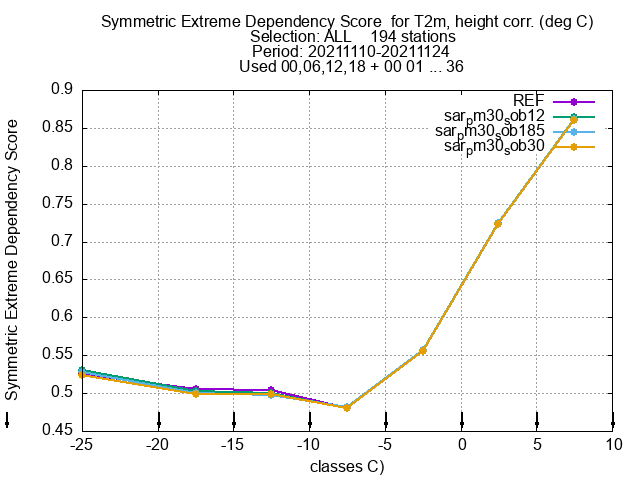 Symmetric Extreme Dependency Score for T2m, height corr. (deg C)
Selection: ALL 194 stations
Period: 20211110-20211124
Used 00,06,12,18 + 00 01 ... 36
Symmetric Extreme Dependency Score
0.9
0.85
0.8
0.75
0.7
0.65
0.6
0.55
0.5
0.45
REF
sarpm30sob12
sarpm30sob185
sarpm30sob30
-25 -20 -15 -10 -5 0 5 10
classes C)